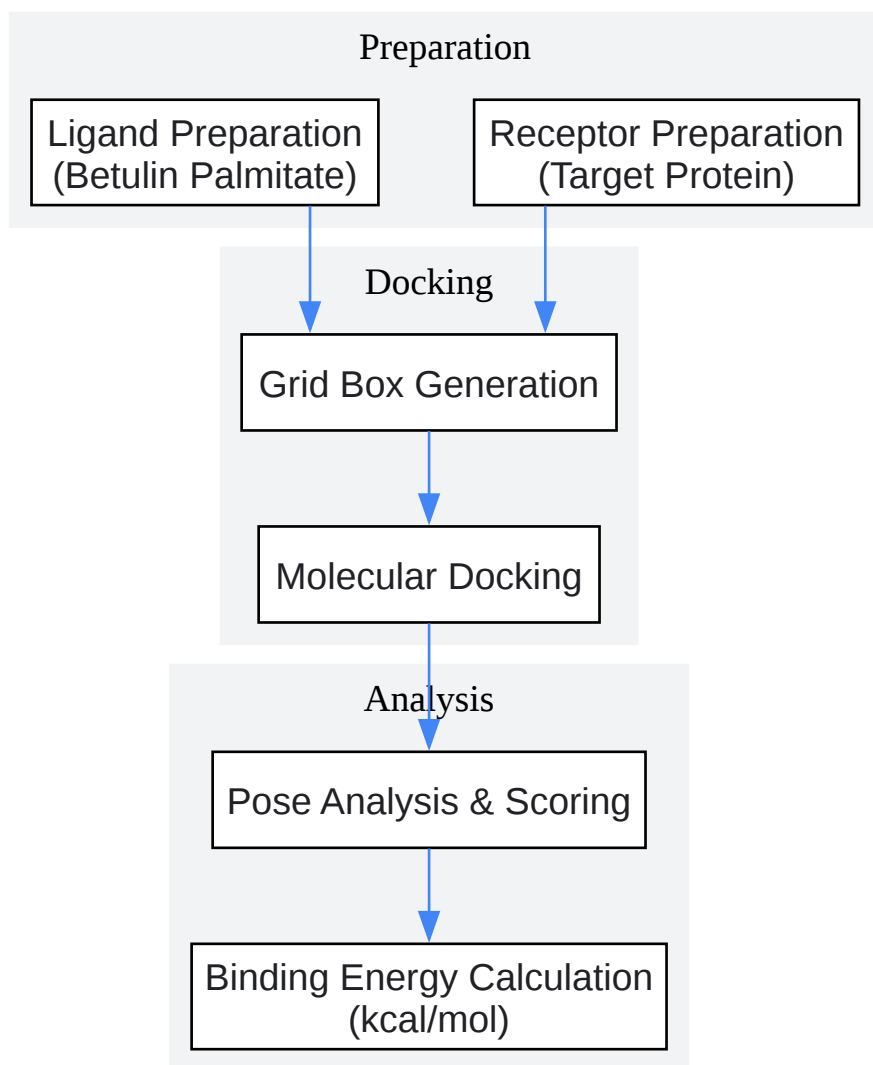 Preparation
Ligand Preparation
(Betulin Palmitate)
Receptor Preparation
(Target Protein)
Docking
Grid Box Generation
Molecular Docking
Analysis
Pose Analysis & Scoring
Binding Energy Calculation
(kcal/mol)